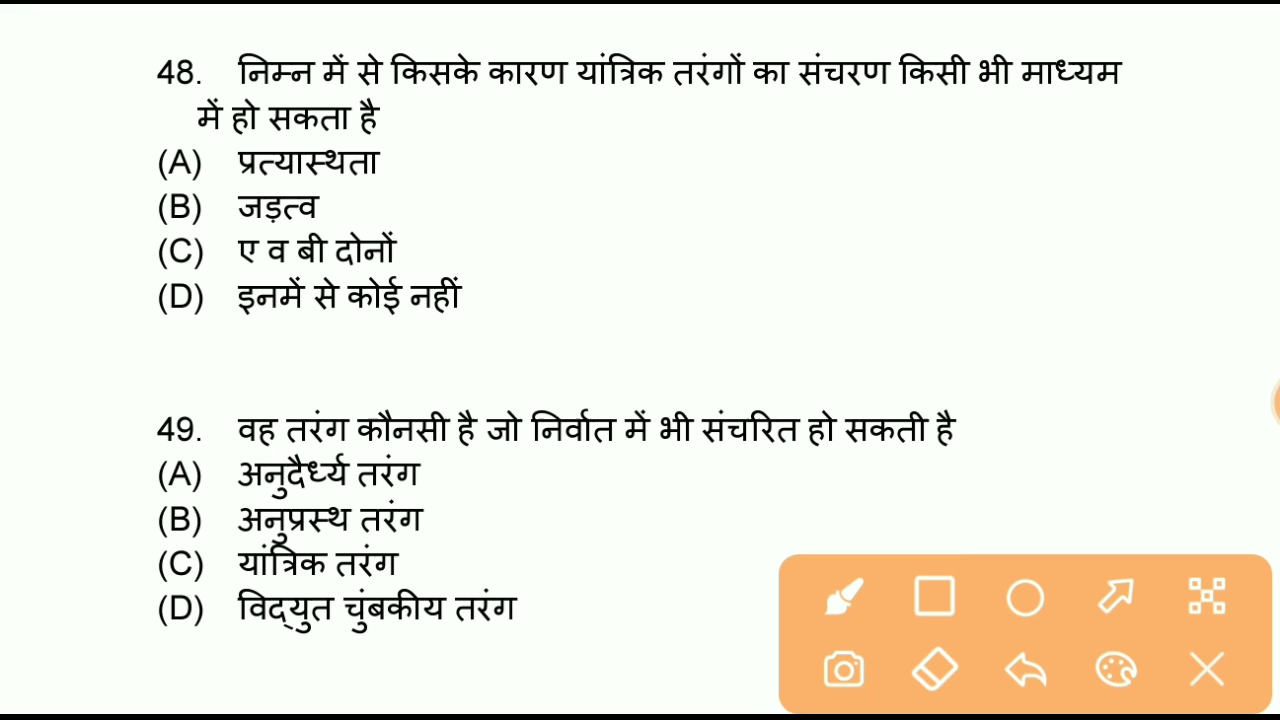 48. निम्न में से किसके कारण यांत्रिक तरंगों का संचरण किसी भी माध्यम
में हो सकता है
(A) प्रत्यास्थता
(B) जड़त्व
(C) ए व बी दोनों
(D) इनमें से कोई नहीं
49. वह तरंग कौनसी है जो निर्वात में भी संचरित हो सकती है
(A) अनुदैर्ध्य तरंग
(B) अनुप्रस्थ तरंग
(C) यांत्रिक तरंग
(D) विद्युत चुंबकीय तरंग